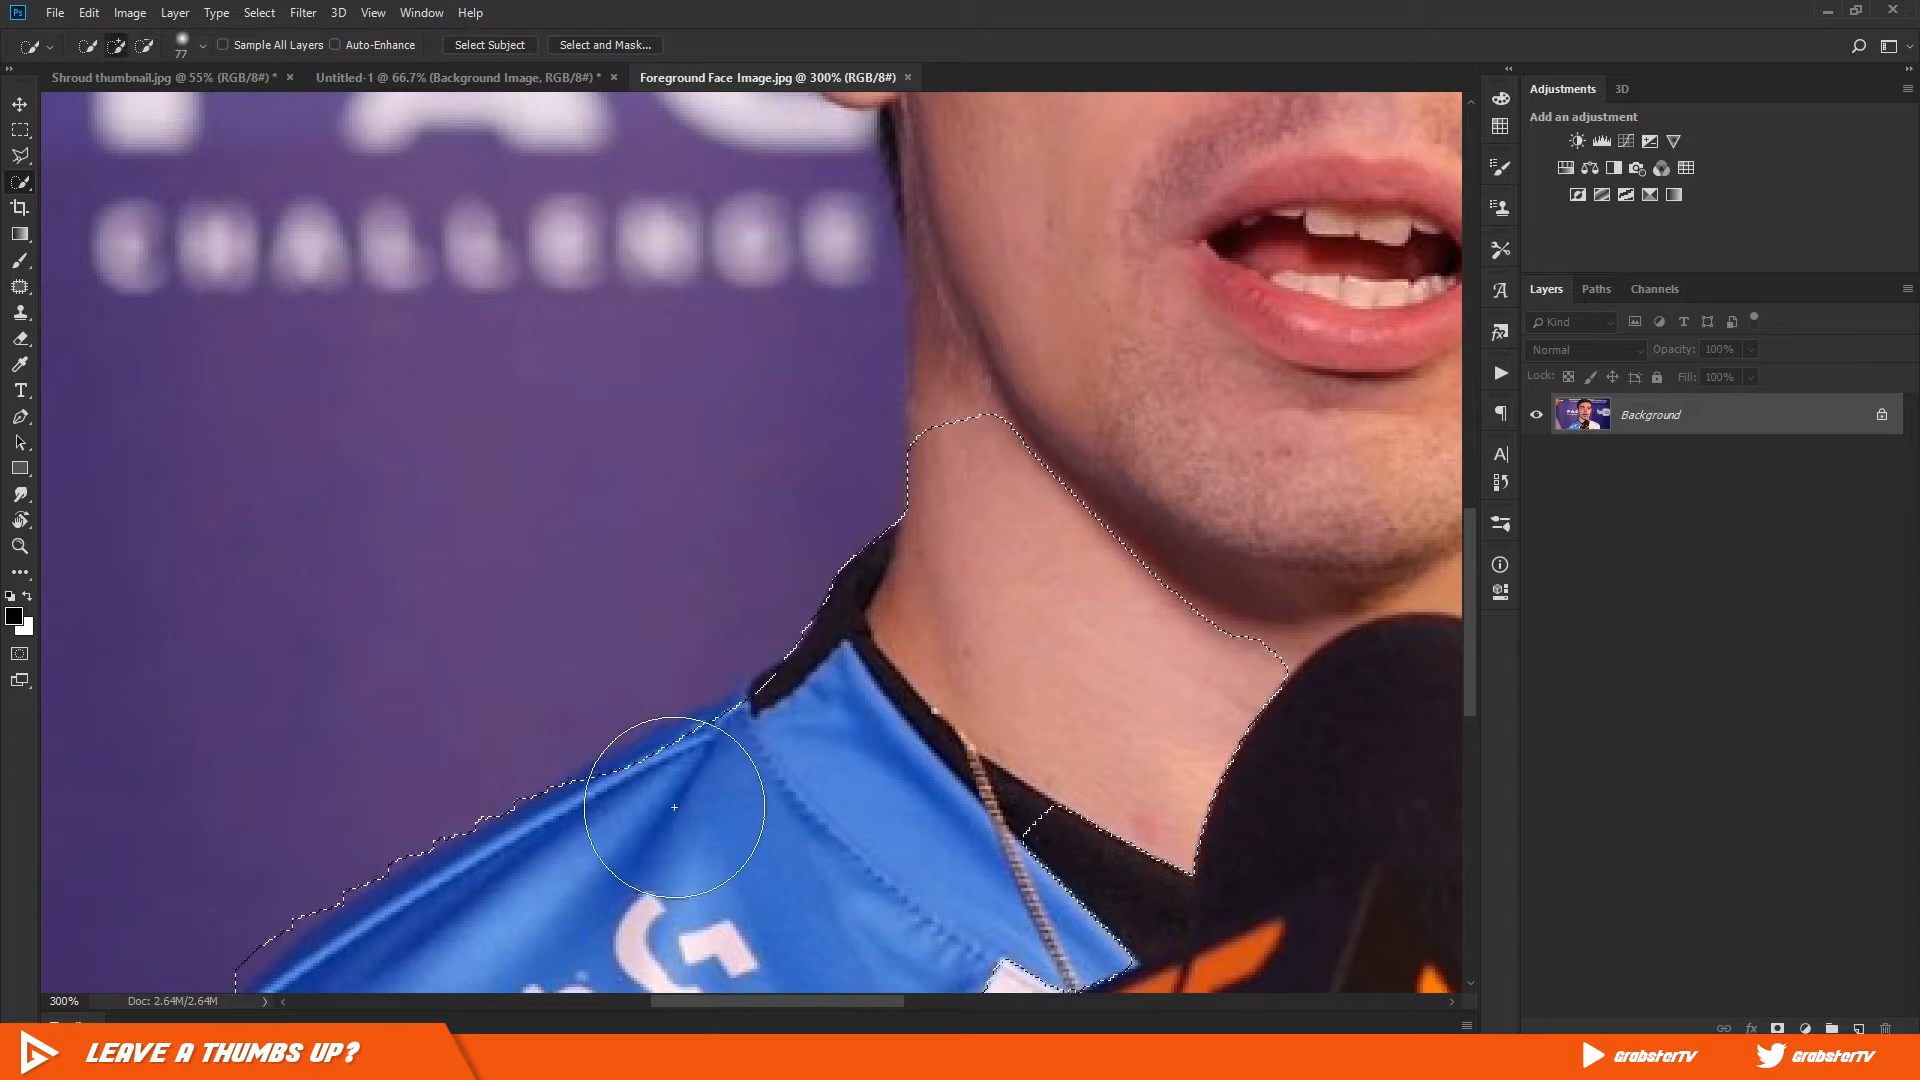 Ps File Edit Image Layer Type Select Filter 3D View Window Help
77 Sample All Layers Auto-Enhance Select Subject Select and Mask...
Shroud thumbnail.jpg @ 55% (RGB/8#) * × Untitled-1 @ 66.7% (Background Image, RGB/8#) * × Foreground Face Image.jpg @ 300% (RGB/8#) ×
Adjustments 3D
Add an adjustment
CHALLENGE
Layers Paths Channels
Kind
Normal Opacity: 100%
Lock: Fill: 100%
Background
300% Doc: 2.64M/2.64M
LEAVE A THUMBS UP?
GrabsterTV GrabsterTV